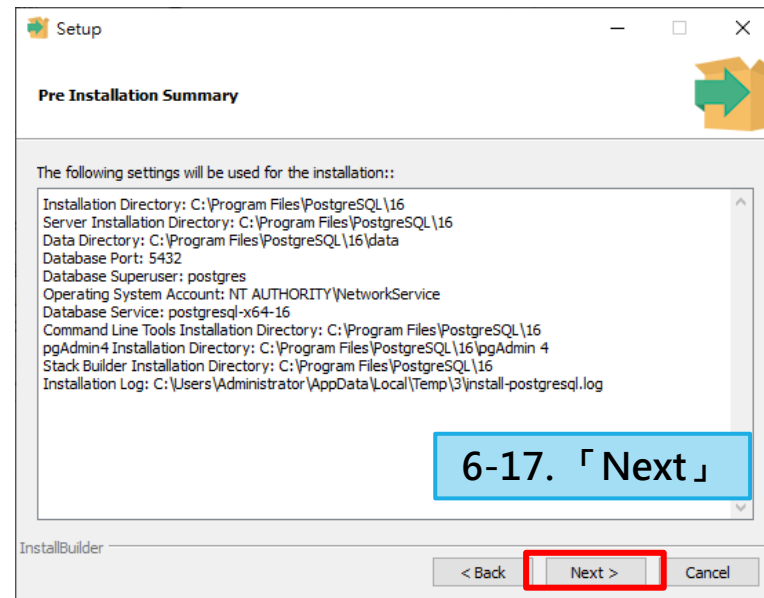 Setup
Pre Installation Summary
The following settings will be used for the installation::
Installation Directory: C:\Program Files\PostgreSQL\16
Server Installation Directory: C:\Program Files\PostgreSQL\16
Data Directory: C:\Program Files\PostgreSQL\16\data
Database Port: 5432
Database Superuser: postgres
Operating System Account: NT AUTHORITY\NetworkService
Database Service: postgresql-x64-16
Command Line Tools Installation Directory: C:\Program Files\PostgreSQL\16
pgAdmin4 Installation Directory: C:\Program Files\PostgreSQL\16\pgAdmin 4
Stack Builder Installation Directory: C:\Program Files\PostgreSQL\16
Installation Log: C:\Users\Administrator\AppData\Local\Temp\3\install-postgresql.log
6-17. 「Next」
InstallBuilder
< Back
Next >
Cancel